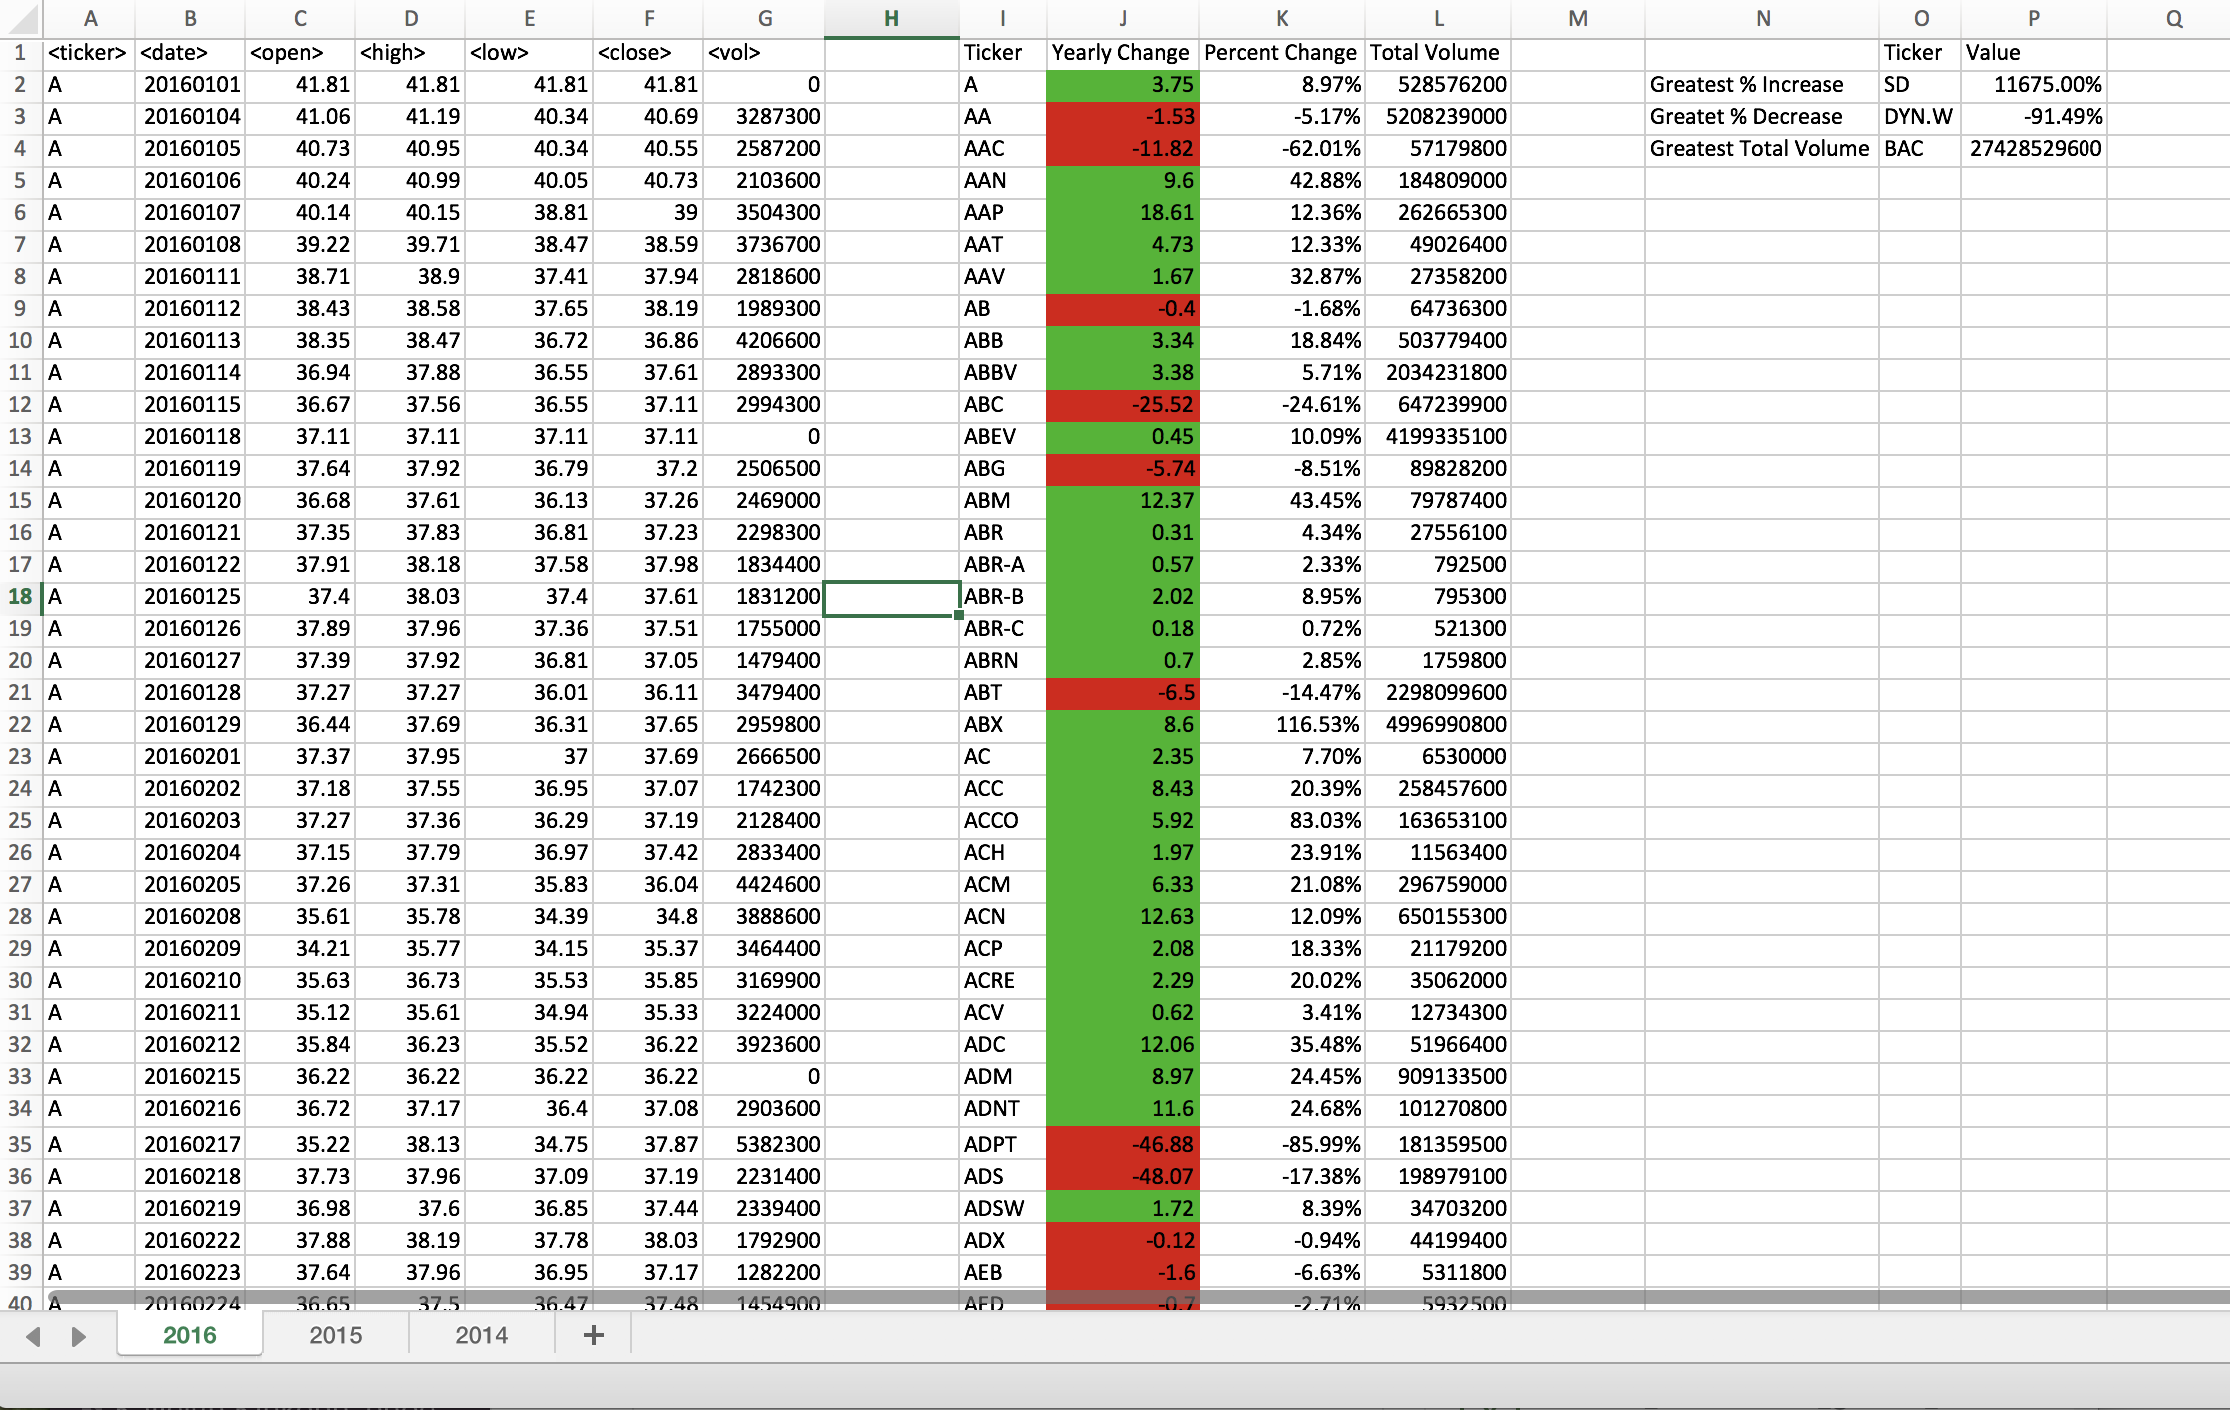 A B C D E F G H I J K L M N O P Q
1 <ticker> <date> <open> <high> <low> <close> <vol> Ticker Yearly Change Percent Change Total Volume Ticker Value
2 A 20160101 41.81 41.81 41.81 41.81 0 A 3.75 8.97% 528576200 Greatest % Increase SD 11675.00%
3 A 20160104 41.06 41.19 40.34 40.69 3287300 AA -1.53 -5.17% 5208239000 Greatet % Decrease DYN.W -91.49%
4 A 20160105 40.73 40.95 40.34 40.55 2587200 AAC -11.82 -62.01% 57179800 Greatest Total Volume BAC 27428529600
5 A 20160106 40.24 40.99 40.05 40.73 2103600 AAN 9.6 42.88% 184809000
6 A 20160107 40.14 40.15 38.81 39 3504300 AAP 18.61 12.36% 262665300
7 A 20160108 39.22 39.71 38.47 38.59 3736700 AAT 4.73 12.33% 49026400
8 A 20160111 38.71 38.9 37.41 37.94 2818600 AAV 1.67 32.87% 27358200
9 A 20160112 38.43 38.58 37.65 38.19 1989300 AB -0.4 -1.68% 64736300
10 A 20160113 38.35 38.47 36.72 36.86 4206600 ABB 3.34 18.84% 503779400
11 A 20160114 36.94 37.88 36.55 37.61 2893300 ABBV 3.38 5.71% 2034231800
12 A 20160115 36.67 37.56 36.55 37.11 2994300 ABC -25.52 -24.61% 647239900
13 A 20160118 37.11 37.11 37.11 37.11 0 ABEV 0.45 10.09% 4199335100
14 A 20160119 37.64 37.92 36.79 37.2 2506500 ABG -5.74 -8.51% 89828200
15 A 20160120 36.68 37.61 36.13 37.26 2469000 ABM 12.37 43.45% 79787400
16 A 20160121 37.35 37.83 36.81 37.23 2298300 ABR 0.31 4.34% 27556100
17 A 20160122 37.91 38.18 37.58 37.98 1834400 ABR-A 0.57 2.33% 792500
18 A 20160125 37.4 38.03 37.4 37.61 1831200 ABR-B 2.02 8.95% 795300
19 A 20160126 37.89 37.96 37.36 37.51 1755000 ABR-C 0.18 0.72% 521300
20 A 20160127 37.39 37.92 36.81 37.05 1479400 ABRN 0.7 2.85% 1759800
21 A 20160128 37.27 37.27 36.01 36.11 3479400 ABT -6.5 -14.47% 2298099600
22 A 20160129 36.44 37.69 36.31 37.65 2959800 ABX 8.6 116.53% 4996990800
23 A 20160201 37.37 37.95 37 37.69 2666500 AC 2.35 7.70% 6530000
24 A 20160202 37.18 37.55 36.95 37.07 1742300 ACC 8.43 20.39% 258457600
25 A 20160203 37.27 37.36 36.29 37.19 2128400 ACCO 5.92 83.03% 163653100
26 A 20160204 37.15 37.79 36.97 37.42 2833400 ACH 1.97 23.91% 11563400
27 A 20160205 37.26 37.31 35.83 36.04 4424600 ACM 6.33 21.08% 296759000
28 A 20160208 35.61 35.78 34.39 34.8 3888600 ACN 12.63 12.09% 650155300
29 A 20160209 34.21 35.77 34.15 35.37 3464400 ACP 2.08 18.33% 21179200
30 A 20160210 35.63 36.73 35.53 35.85 3169900 ACRE 2.29 20.02% 35062000
31 A 20160211 35.12 35.61 34.94 35.33 3224000 ACV 0.62 3.41% 12734300
32 A 20160212 35.84 36.23 35.52 36.22 3923600 ADC 12.06 35.48% 51966400
33 A 20160215 36.22 36.22 36.22 36.22 0 ADM 8.97 24.45% 909133500
34 A 20160216 36.72 37.17 36.4 37.08 2903600 ADNT 11.6 24.68% 101270800
35 A 20160217 35.22 38.13 34.75 37.87 5382300 ADPT -46.88 -85.99% 181359500
36 A 20160218 37.73 37.96 37.09 37.19 2231400 ADS -48.07 -17.38% 198979100
37 A 20160219 36.98 37.6 36.85 37.44 2339400 ADSW 1.72 8.39% 34703200
38 A 20160222 37.88 38.19 37.78 38.03 1792900 ADX -0.12 -0.94% 44199400
39 A 20160223 37.64 37.96 36.95 37.17 1282200 AEB -1.6 -6.63% 5311800
40 A 20160224 36.65 37.5 36.47 37.48 1454900 AED -0.7 -2.71% 5932500
2016 2015 2014 +